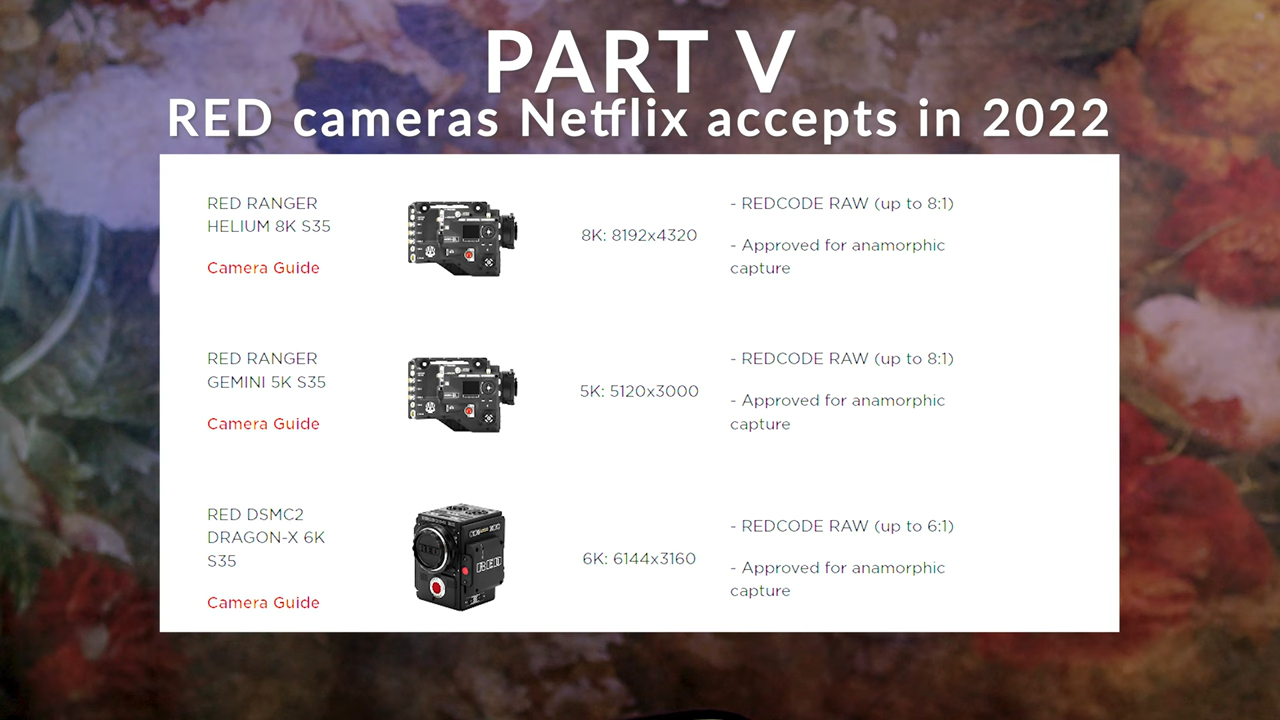 PART V
RED cameras Netflix accepts in 2022
RED RANGER
HELIUM 8K S35
Camera Guide
8K: 8192x4320
- REDCODE RAW (up to 8:1)
- Approved for anamorphic
capture
RED RANGER
GEMINI 5K S35
Camera Guide
5K: 5120x3000
- REDCODE RAW (up to 8:1)
- Approved for anamorphic
capture
RED DSMC2
DRAGON-X 6K
S35
Camera Guide
RED
6K: 6144x3160
- REDCODE RAW (up to 6:1)
- Approved for anamorphic
capture